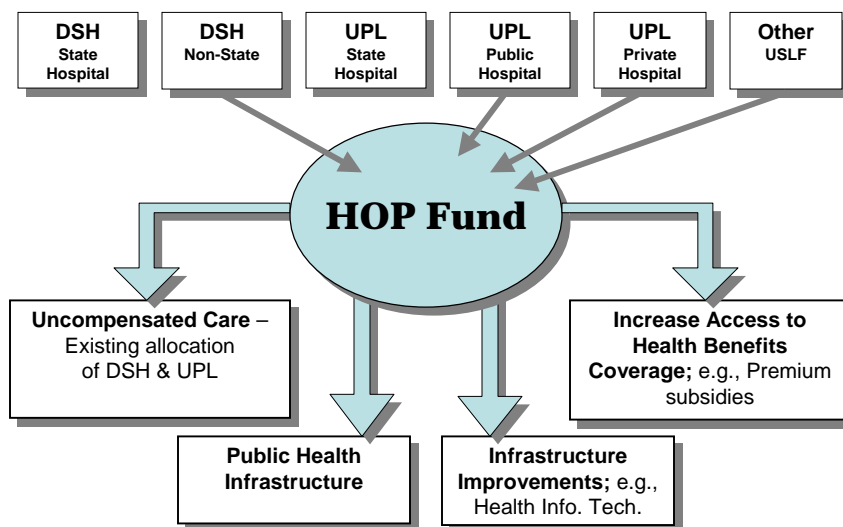 DSH
State
Hospital
DSH
Non-State
UPL
State
Hospital
UPL
Public
Hospital
UPL
Private
Hospital
Other
USLF
HOP Fund
Uncompensated Care –
Existing allocation
of DSH & UPL
Increase Access to
Health Benefits
Coverage; e.g., Premium
subsidies
Public Health
Infrastructure
Infrastructure
Improvements; e.g.,
Health Info. Tech.